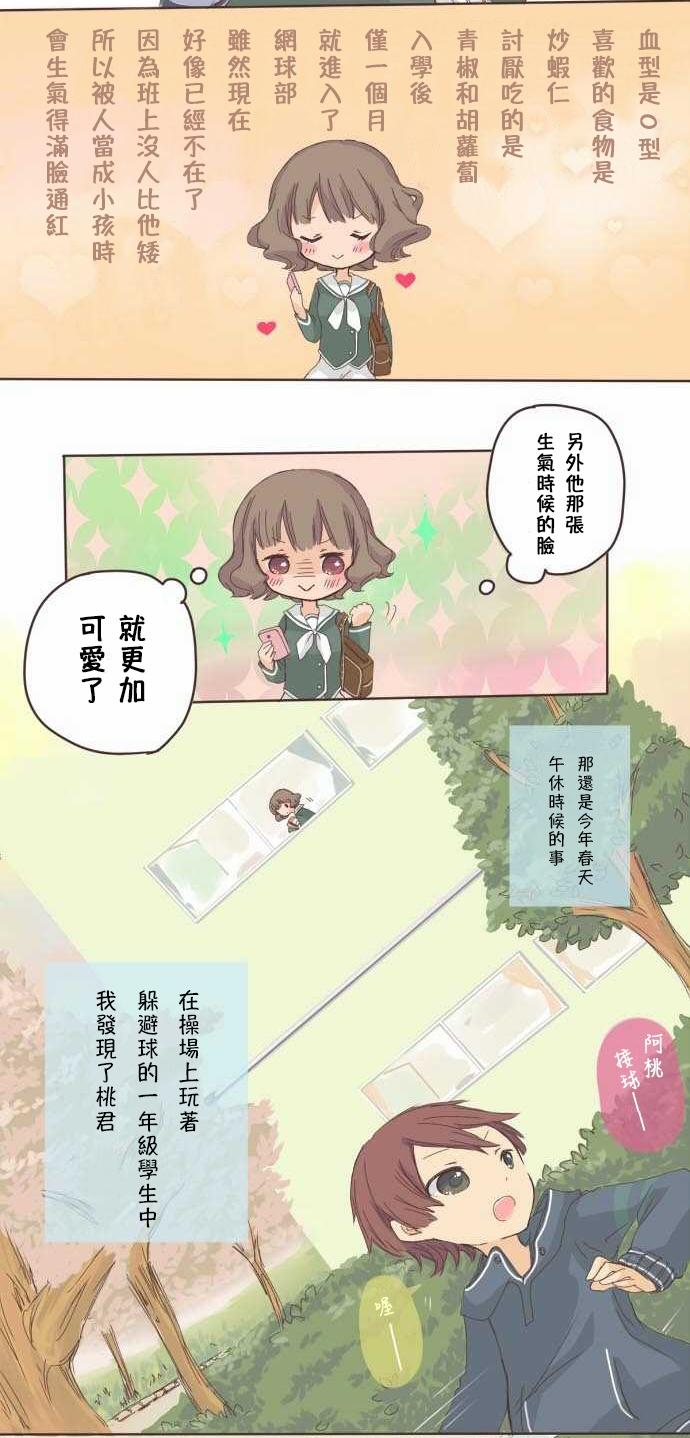 血型是O型
喜歡的食物是
炒蝦仁
討厭吃的是
青椒和胡蘿蔔
入學後
僅一個月
就進入了
網球部
雖然現在
好像已經不在了
因為班上沒人比他矮
所以被人當成小孩時
會生氣得滿臉通紅
另外他那張
生氣時候的臉
就更加
可愛了
那還是今年春天
午休時候的事
在操場上玩著
躲避球的一年級學生中
我發現了桃君
阿桃
接球——
喔——